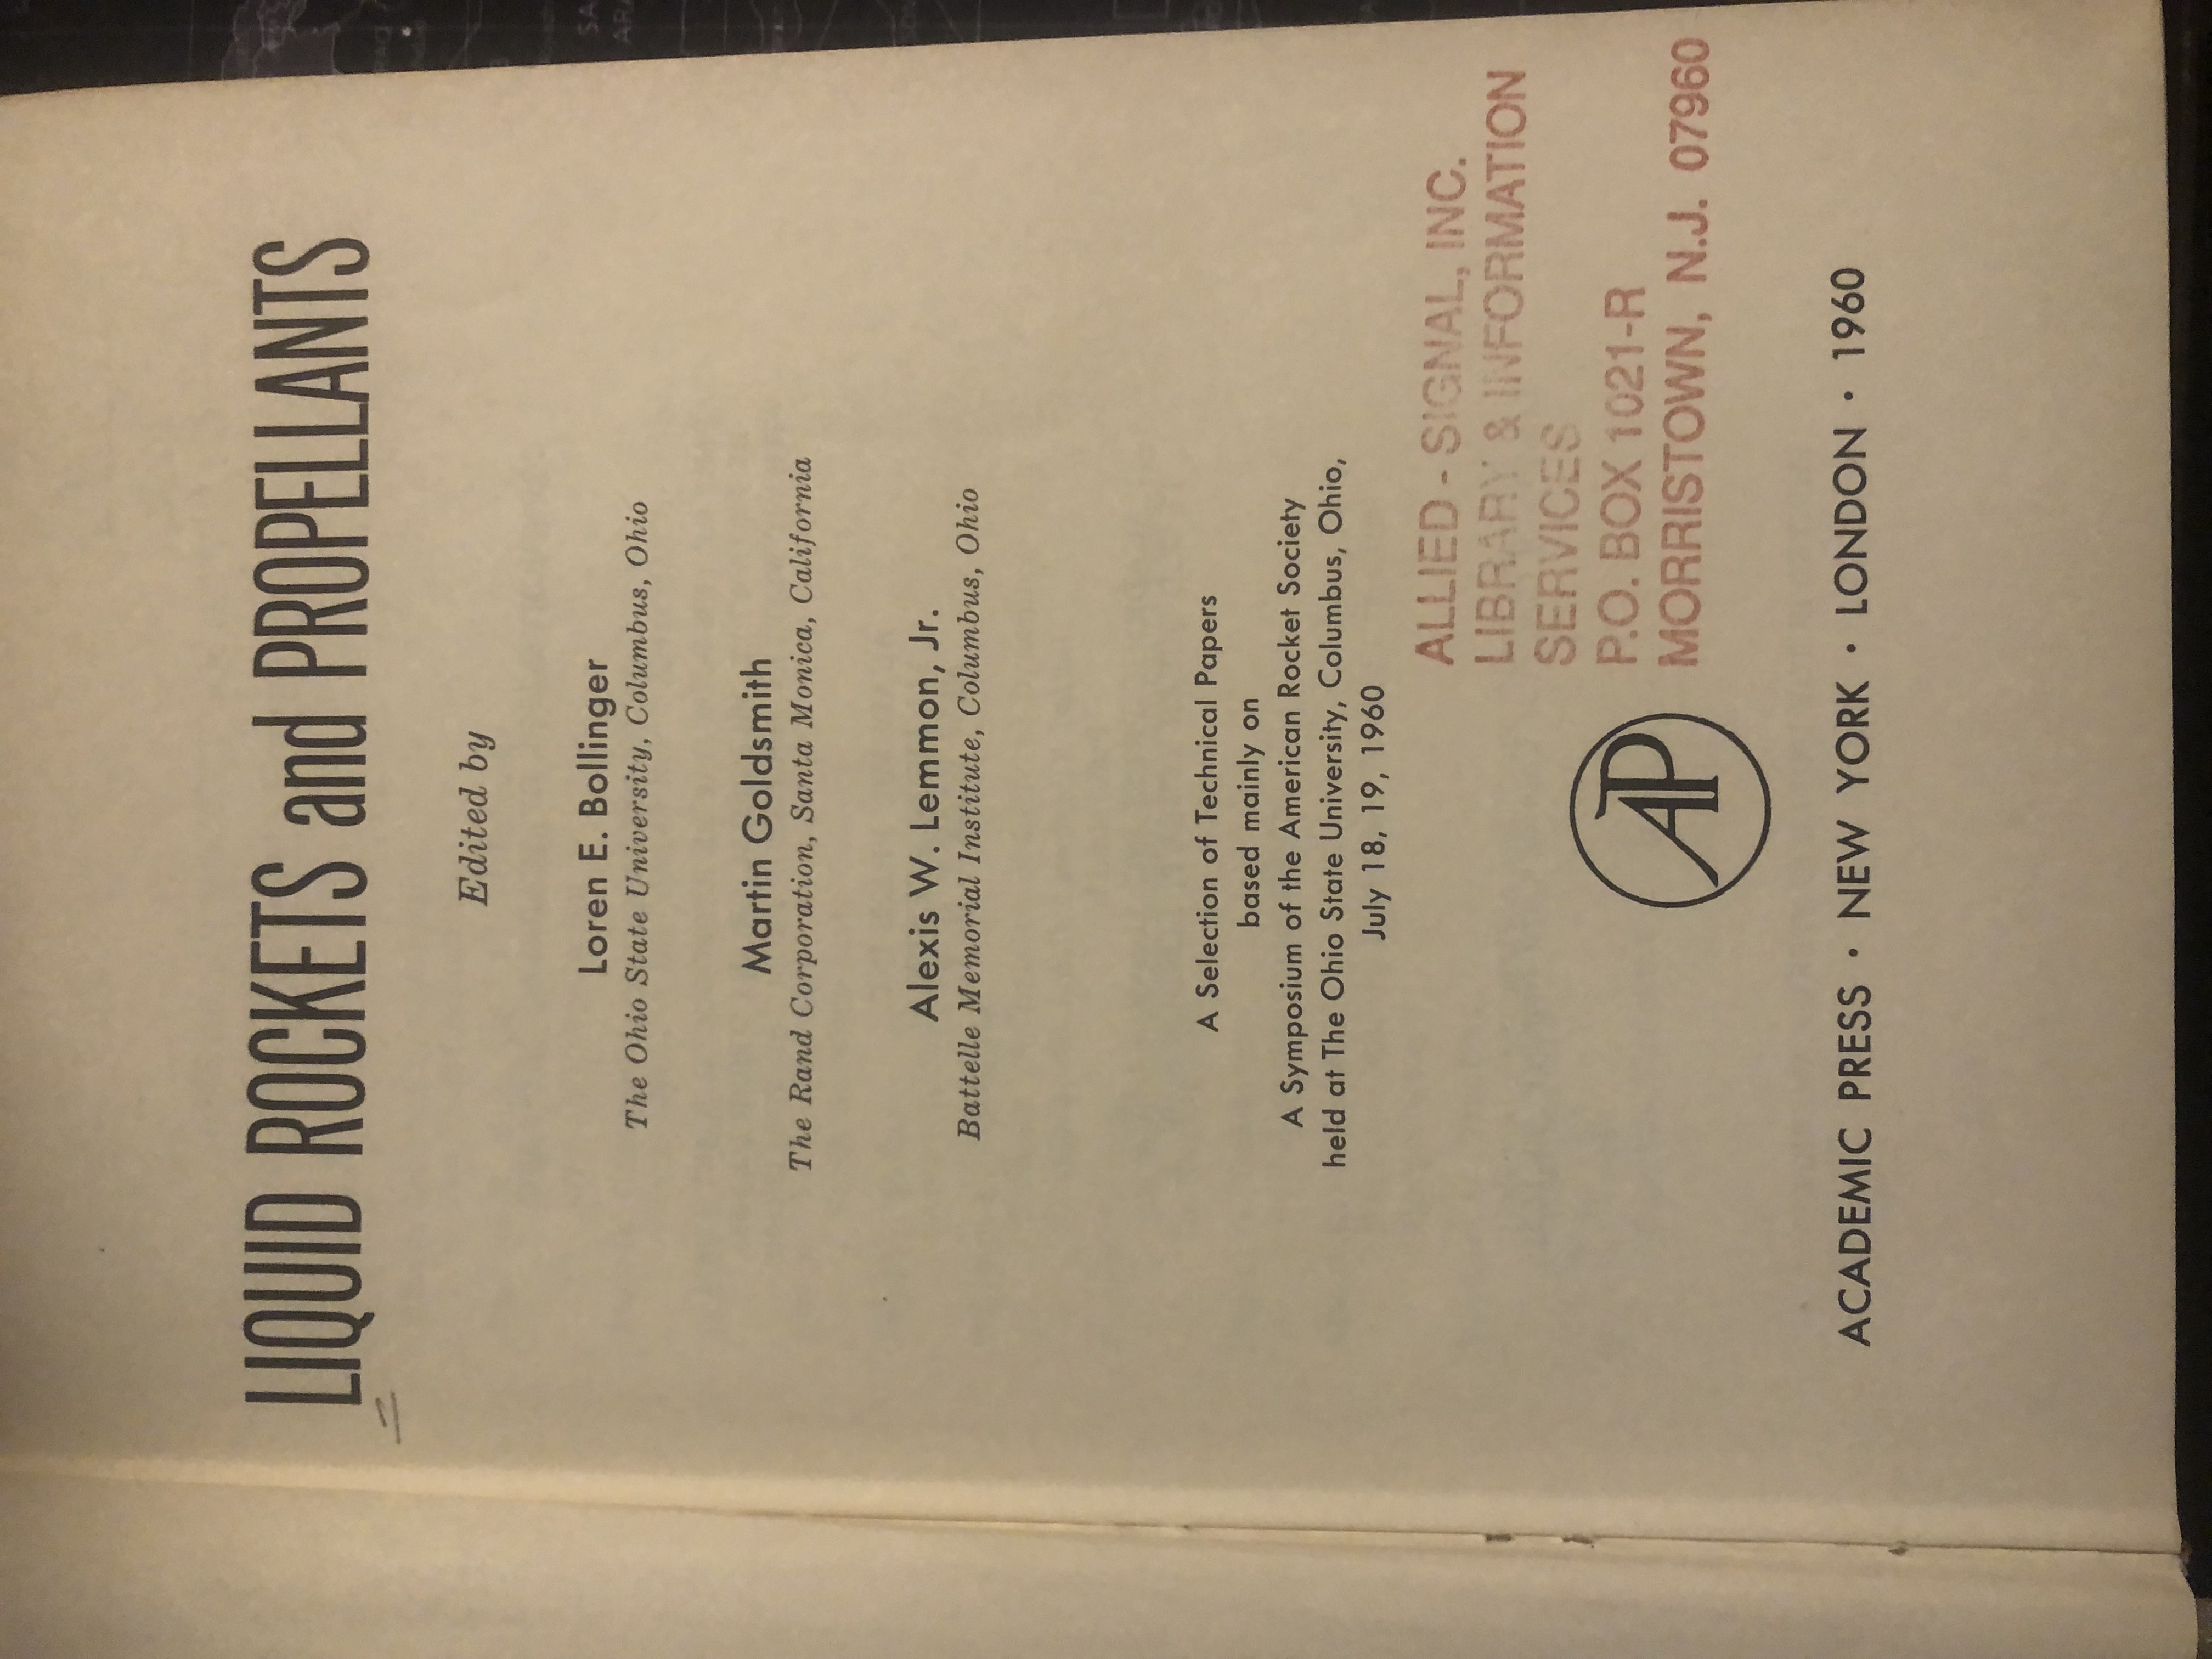 LIQUID ROCKETS and PROPELLANTS
Edited by
Loren E. Bollinger
The Ohio State University, Columbus, Ohio
Martin Goldsmith
The Rand Corporation, Santa Monica, California
Alexis W. Lemmon, Jr.
Battelle Memorial Institute, Columbus, Ohio
A Selection of Technical Papers
based mainly on
A Symposium of the American Rocket Society
held at The Ohio State University, Columbus, Ohio,
July 18, 19, 1960
ALLIED - SIGNAL, INC.
LIBRARY & INFORMATION
SERVICES
P.O. BOX 1021-R
MORRISTOWN, N.J. 07960
AP
ACADEMIC PRESS · NEW YORK · LONDON · 1960